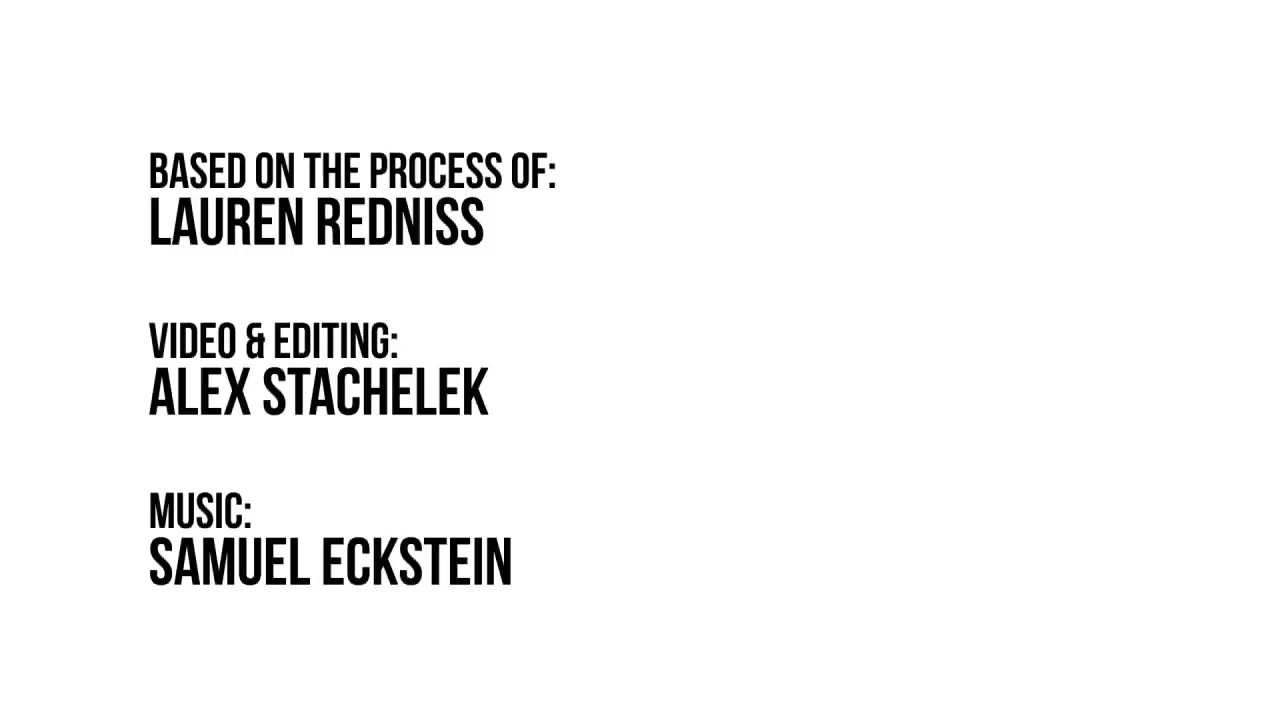 BASED ON THE PROCESS OF:
LAUREN REDNISS
VIDEO & EDITING:
ALEX STACHELEK
MUSIC:
SAMUEL ECKSTEIN